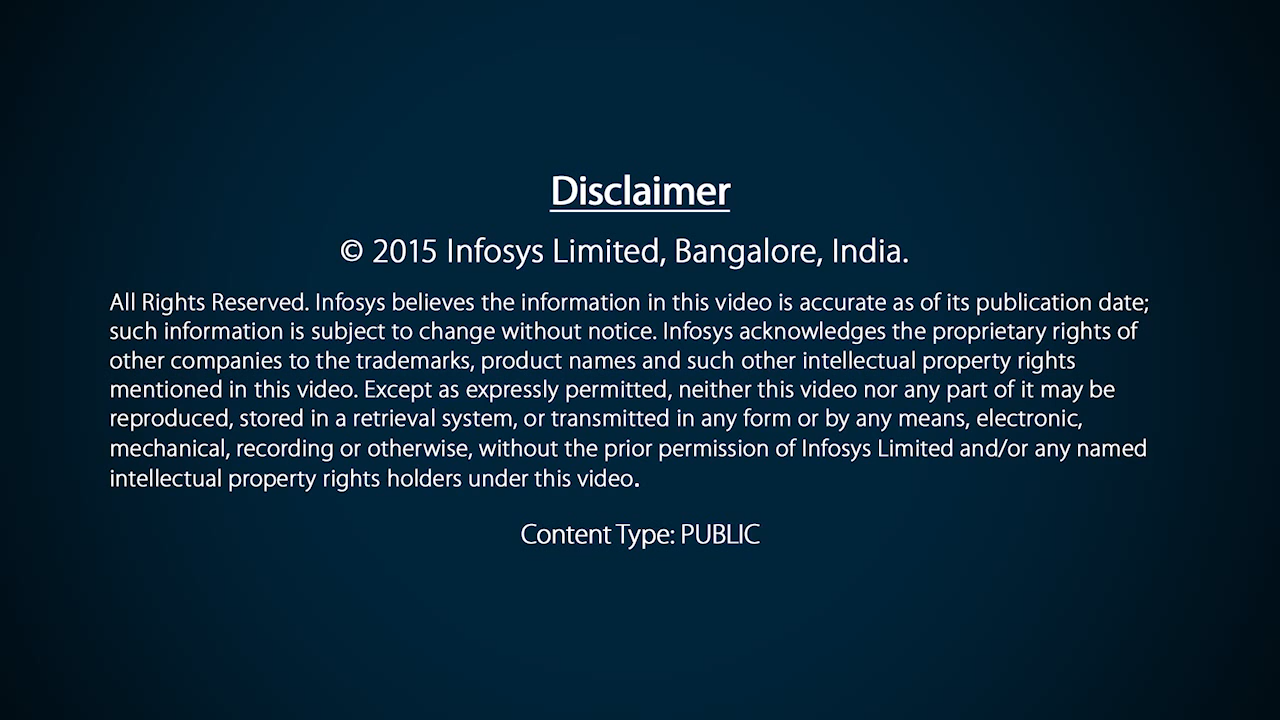 Disclaimer
© 2015 Infosys Limited, Bangalore, India.
All Rights Reserved. Infosys believes the information in this video is accurate as of its publication date;
such information is subject to change without notice. Infosys acknowledges the proprietary rights of
other companies to the trademarks, product names and such other intellectual property rights
mentioned in this video. Except as expressly permitted, neither this video nor any part of it may be
reproduced, stored in a retrieval system, or transmitted in any form or by any means, electronic,
mechanical, recording or otherwise, without the prior permission of Infosys Limited and/or any named
intellectual property rights holders under this video.
Content Type: PUBLIC